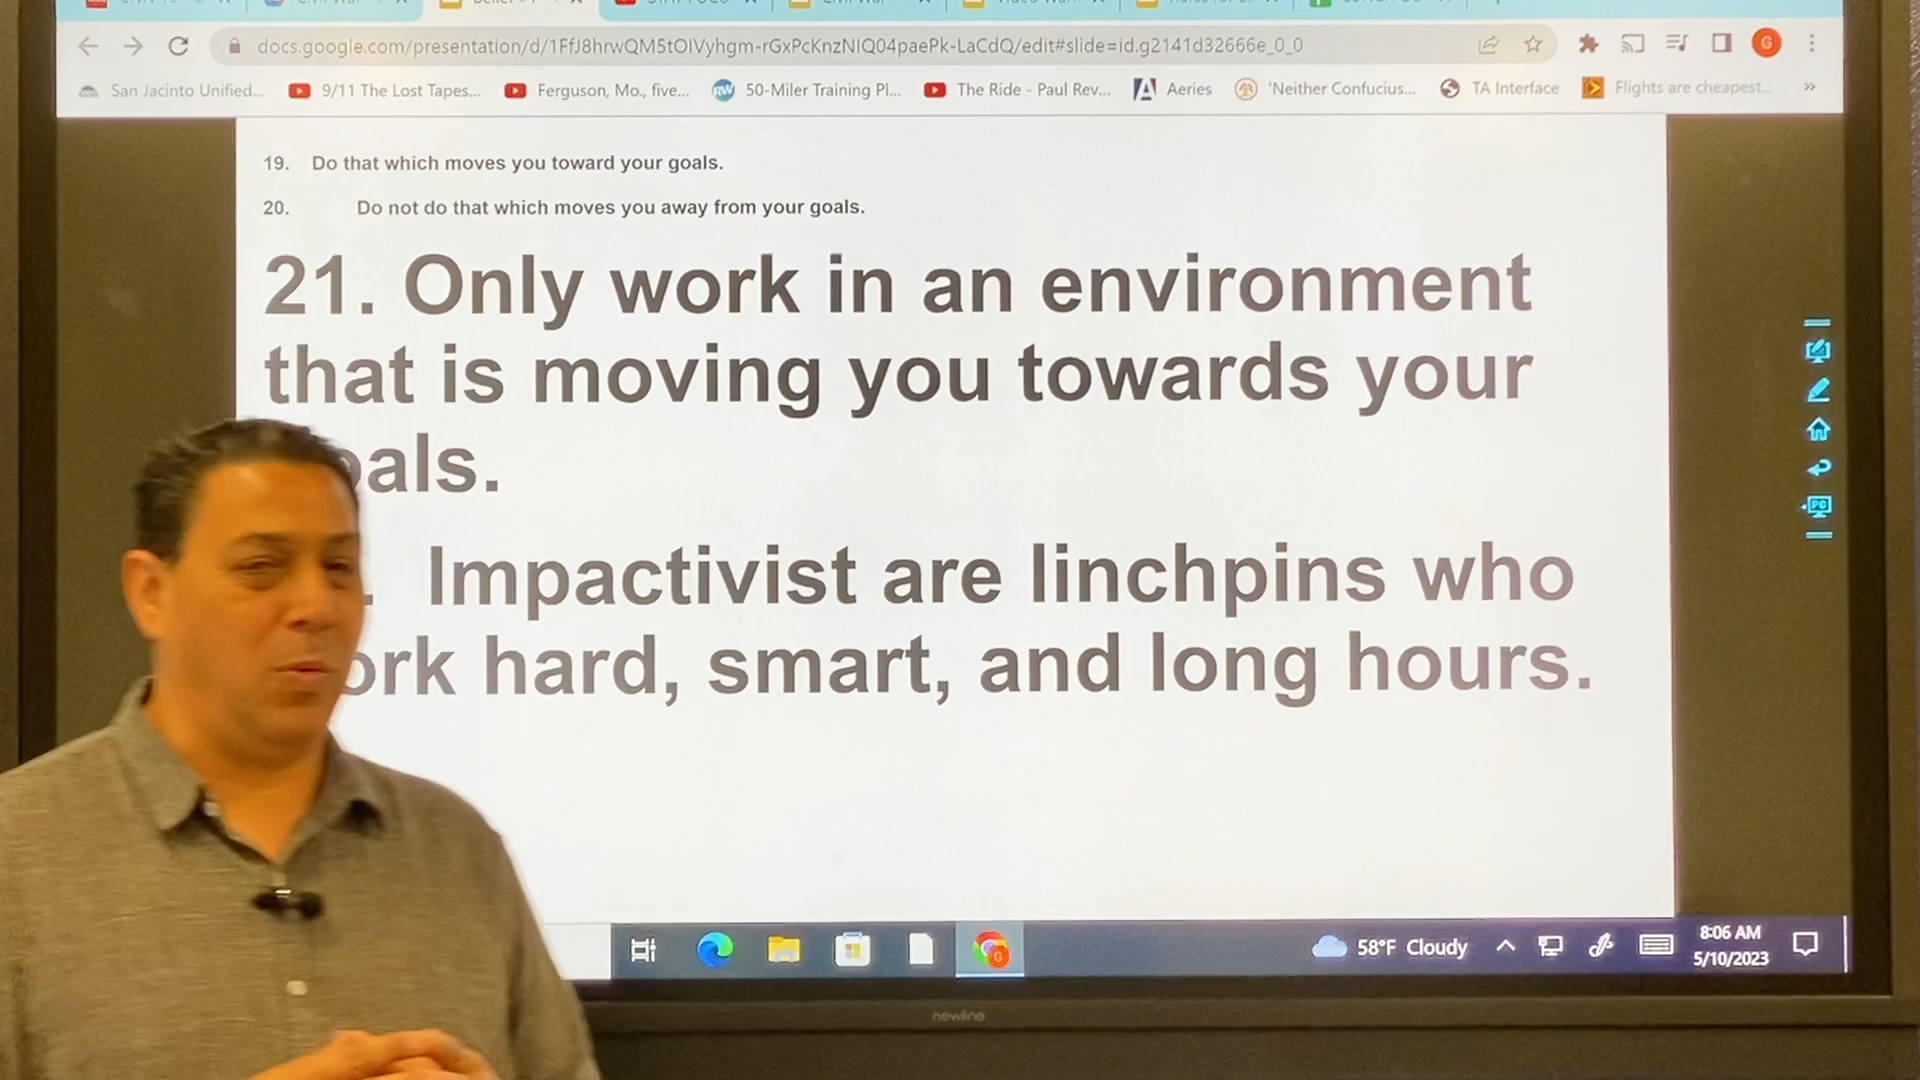 docs.google.com/presentation/d/1FfJ8hrwQM5tOIVyhgm-rGxPcKnzNIQ04paePk-LaCdQ/edit#slide=id.g2141d32666e_0_0
G
San Jacinto Unified... 9/11 The Lost Tapes... Ferguson, Mo., five... RW 50-Miler Training Pl... The Ride - Paul Rev... Aeries 'Neither Confucius... TA Interface Flights are cheapest... »
19. Do that which moves you toward your goals.
20. Do not do that which moves you away from your goals.
21. Only work in an environment
that is moving you towards your
oals.
. Impactivist are linchpins who
ork hard, smart, and long hours.
PC
G
58°F Cloudy
8:06 AM
5/10/2023
newline